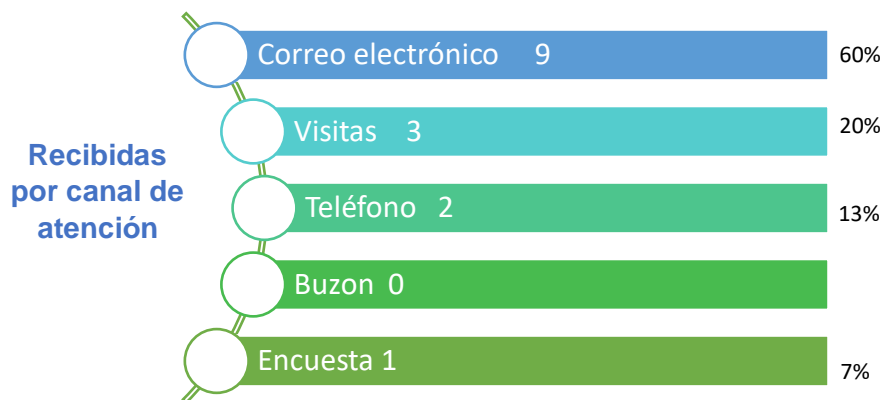 Recibidas
por canal de
atención
Correo electrónico 9 60%
Visitas 3 20%
Teléfono 2 13%
Buzon 0
Encuesta 1 7%